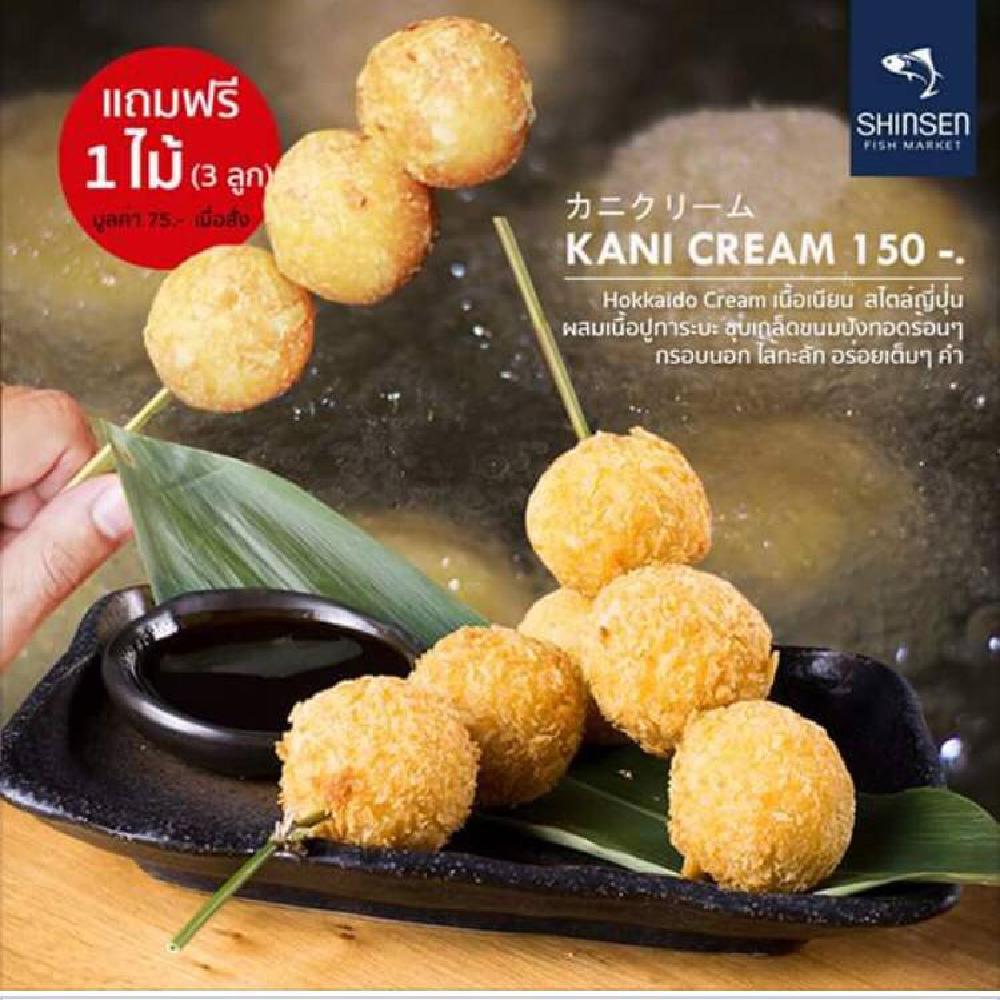 แถมฟรี
1 ไม้ (3 ลูก)
มูลค่า 75.- เมื่อสั่ง
SHINSEN
FISH MARKET
カニクリーム
KANI CREAM 150 -.
Hokkaido Cream เนื้อเนียน สไตล์ญี่ปุ่น
ผสมเนื้อปูทาระบะ ชุบเกล็ดขนมปังทอดร้อนๆ
กรอบนอก ไส้ทะลัก อร่อยเต็มๆ คำ